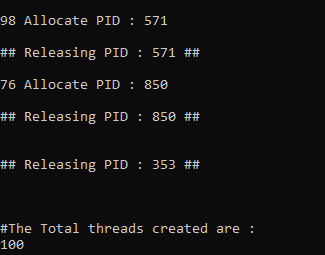 98 Allocate PID : 571
## Releasing PID : 571 ##
76 Allocate PID : 850
## Releasing PID : 850 ##
## Releasing PID : 353 ##
#The Total threads created are :
100